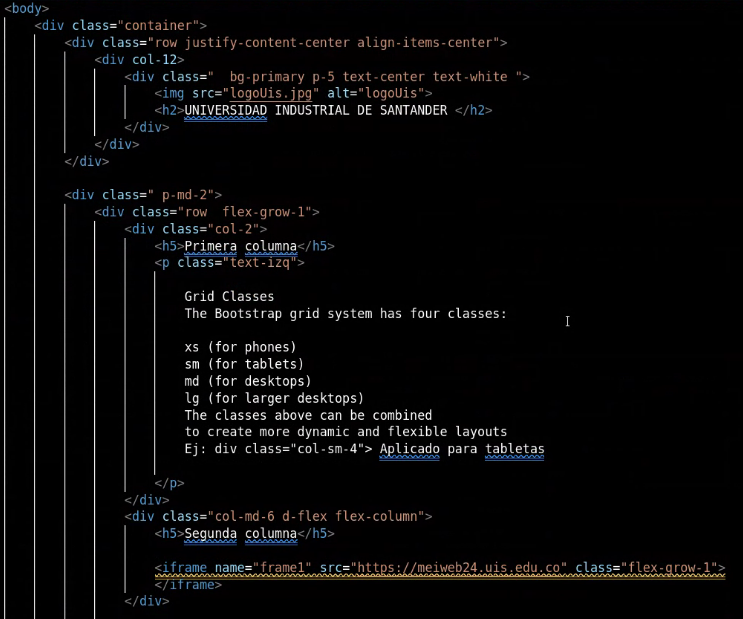 <body>
<div class="container">
<div class="row justify-content-center align-items-center">
<div col-12>
<div class="  bg-primary p-5 text-center text-white ">
<img src="logoUis.jpg" alt="logoUis">
<h2>UNIVERSIDAD INDUSTRIAL DE SANTANDER </h2>
</div>
</div>
</div>
<div class=" p-md-2">
<div class="row  flex-grow-1">
<div class="col-2">
<h5>Primera columna</h5>
<p class="text-izq">
Grid Classes
The Bootstrap grid system has four classes:
xs (for phones)
sm (for tablets)
md (for desktops)
lg (for larger desktops)
The classes above can be combined
to create more dynamic and flexible layouts
Ej: div class="col-sm-4"> Aplicado para tabletas
</p>
</div>
<div class="col-md-6 d-flex flex-column">
<h5>Segunda columna</h5>
<iframe name="frame1" src="https://meiweb24.uis.edu.co" class="flex-grow-1">
</iframe>
</div>